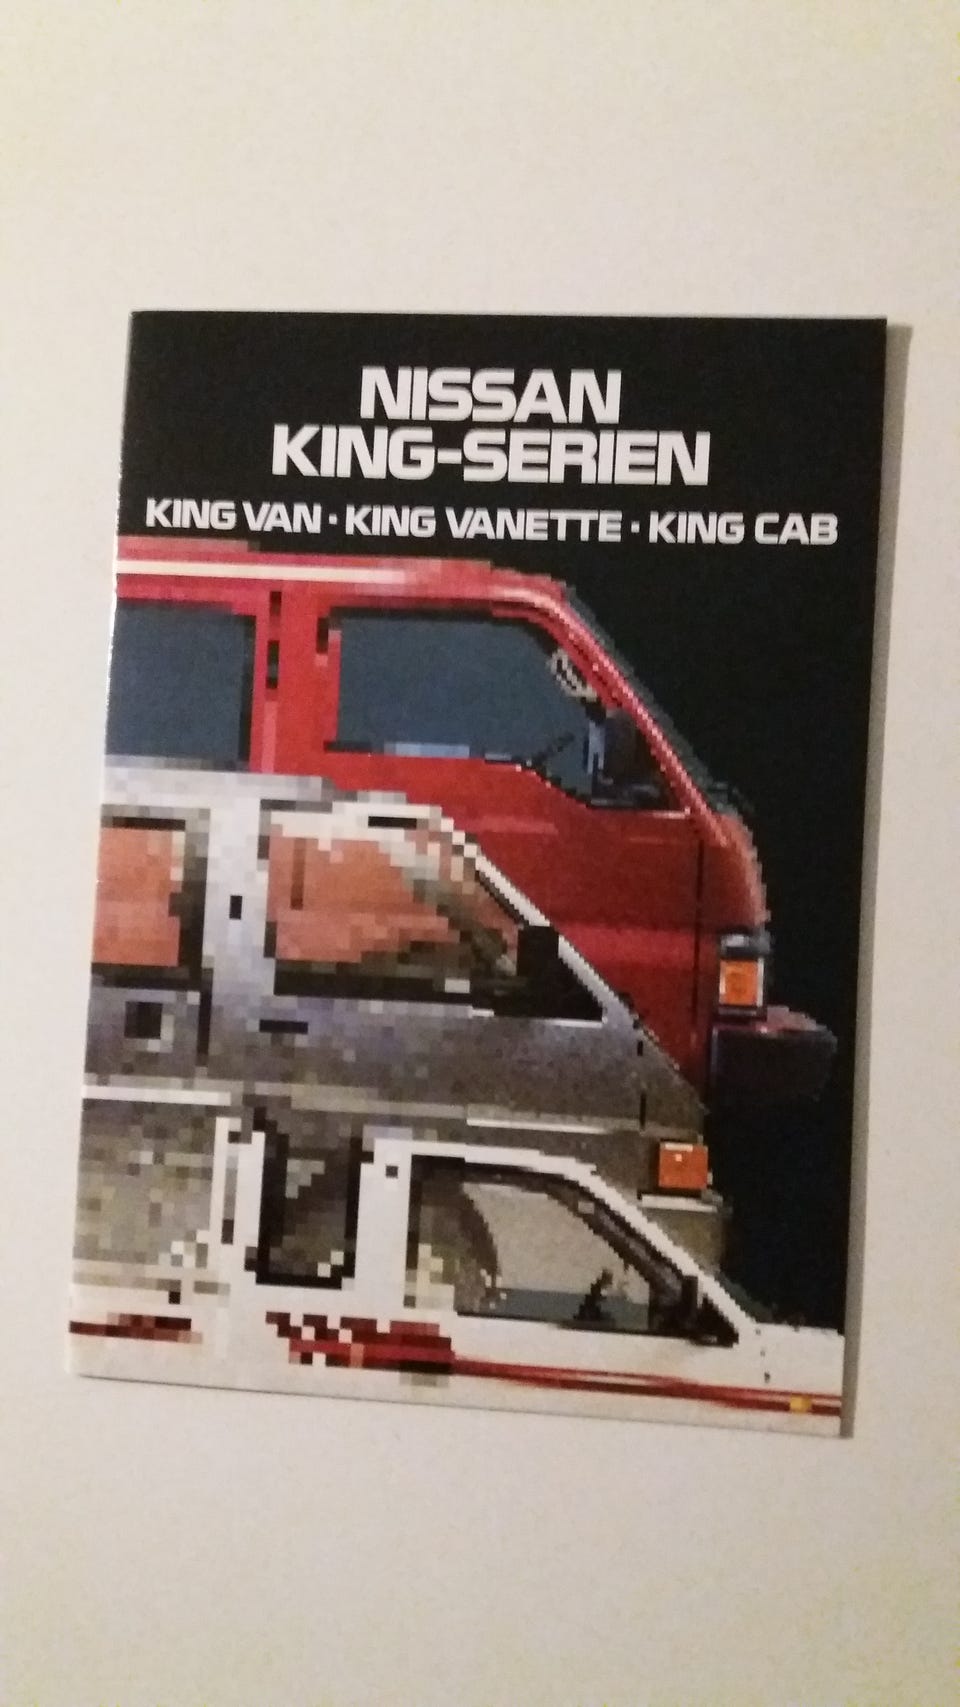 NISSAN
KING-SERIEN
KING VAN · KING VANETTE · KING CAB